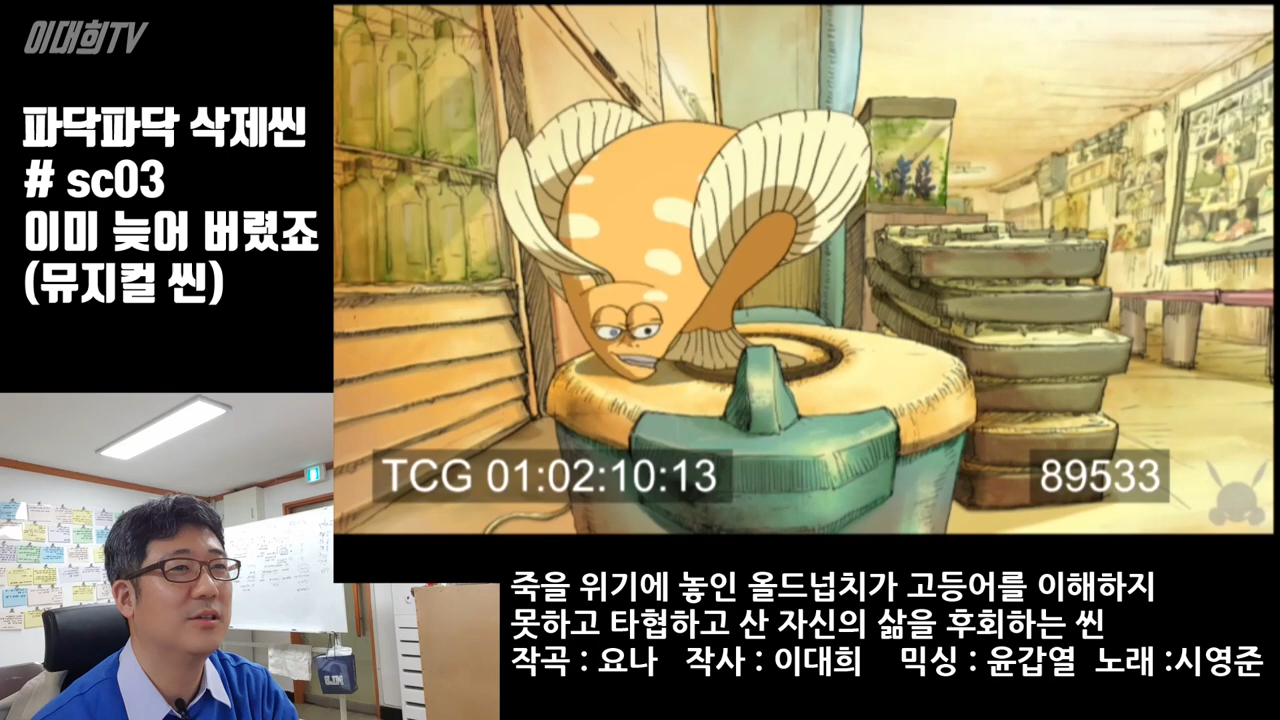 이대희TV
파닥파닥 삭제씬
# sc03
이미 늦어 버렸죠
(뮤지컬 씬)
TCG 01:02:10:13
89533
죽을 위기에 놓인 올드넙치가 고등어를 이해하지
못하고 타협하고 산 자신의 삶을 후회하는 씬
작곡 : 요나 작사 : 이대희 믹싱 : 윤갑열 노래 :시영준